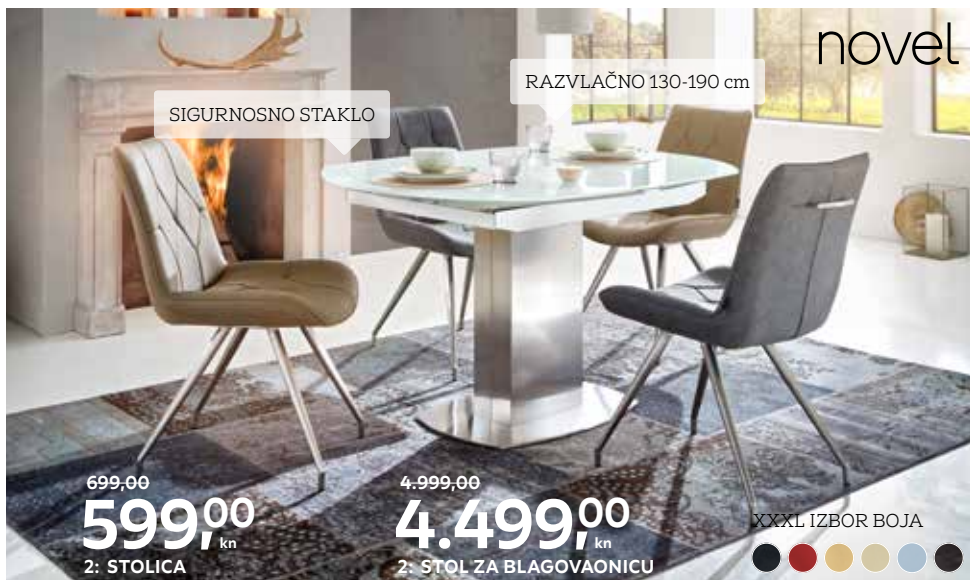 novel
RAZVLAČNO 130-190 cm
SIGURNOSNO STAKLO
699,00
599,00 kn
2: STOLICA
4.999,00
4.499,00 kn
2: STOL ZA BLAGOVAONICU
XXXL IZBOR BOJA